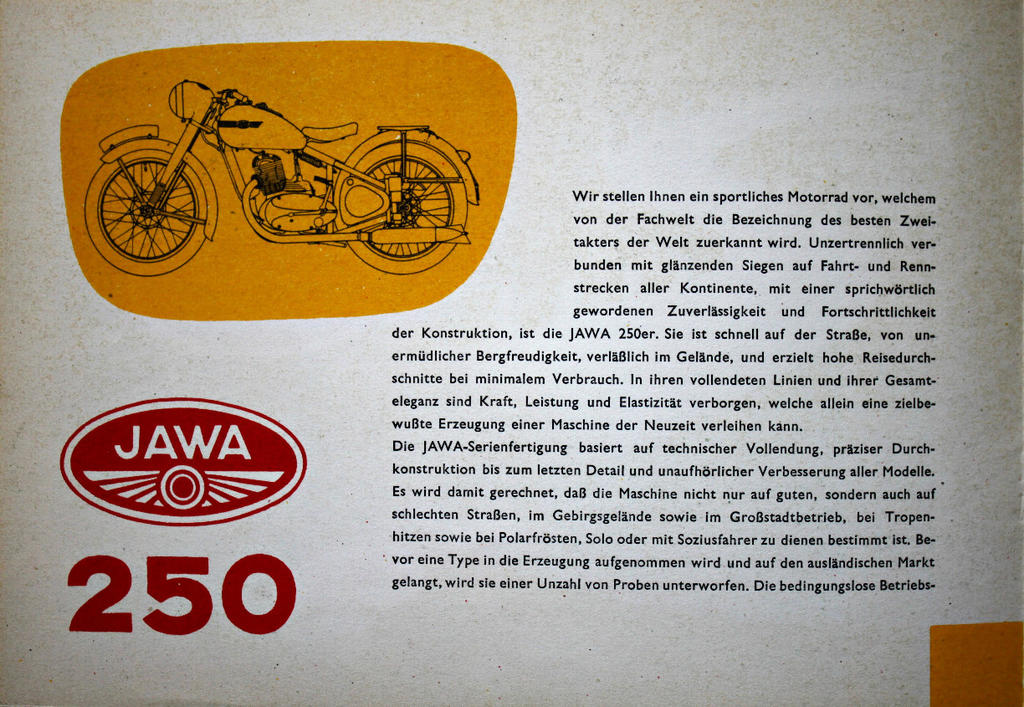 Wir stellen Ihnen ein sportliches Motorrad vor, welchem
von der Fachwelt die Bezeichnung des besten Zwei-
takters der Welt zuerkannt wird. Unzertrennlich ver-
bunden mit glänzenden Siegen auf Fahrt- und Renn-
strecken aller Kontinente, mit einer sprichwörtlich
gewordenen Zuverlässigkeit und Fortschrittlichkeit
der Konstruktion, ist die JAWA 250er. Sie ist schnell auf der Straße, von un-
ermüdlicher Bergfreudigkeit, verläßlich im Gelände, und erzielt hohe Reisedurch-
schnitte bei minimalem Verbrauch. In ihren vollendeten Linien und ihrer Gesamt-
eleganz sind Kraft, Leistung und Elastizität verborgen, welche allein eine zielbe-
wußte Erzeugung einer Maschine der Neuzeit verleihen kann.
Die JAWA-Serienfertigung basiert auf technischer Vollendung, präziser Durch-
konstruktion bis zum letzten Detail und unaufhörlicher Verbesserung aller Modelle.
Es wird damit gerechnet, daß die Maschine nicht nur auf guten, sondern auch auf
schlechten Straßen, im Gebirgsgelände sowie im Großstadtbetrieb, bei Tropen-
hitzen sowie bei Polarfrösten, Solo oder mit Soziusfahrer zu dienen bestimmt ist. Be-
vor eine Type in die Erzeugung aufgenommen wird und auf den ausländischen Markt
gelangt, wird sie einer Unzahl von Proben unterworfen. Die bedingungslose Betriebs-
JAWA
250